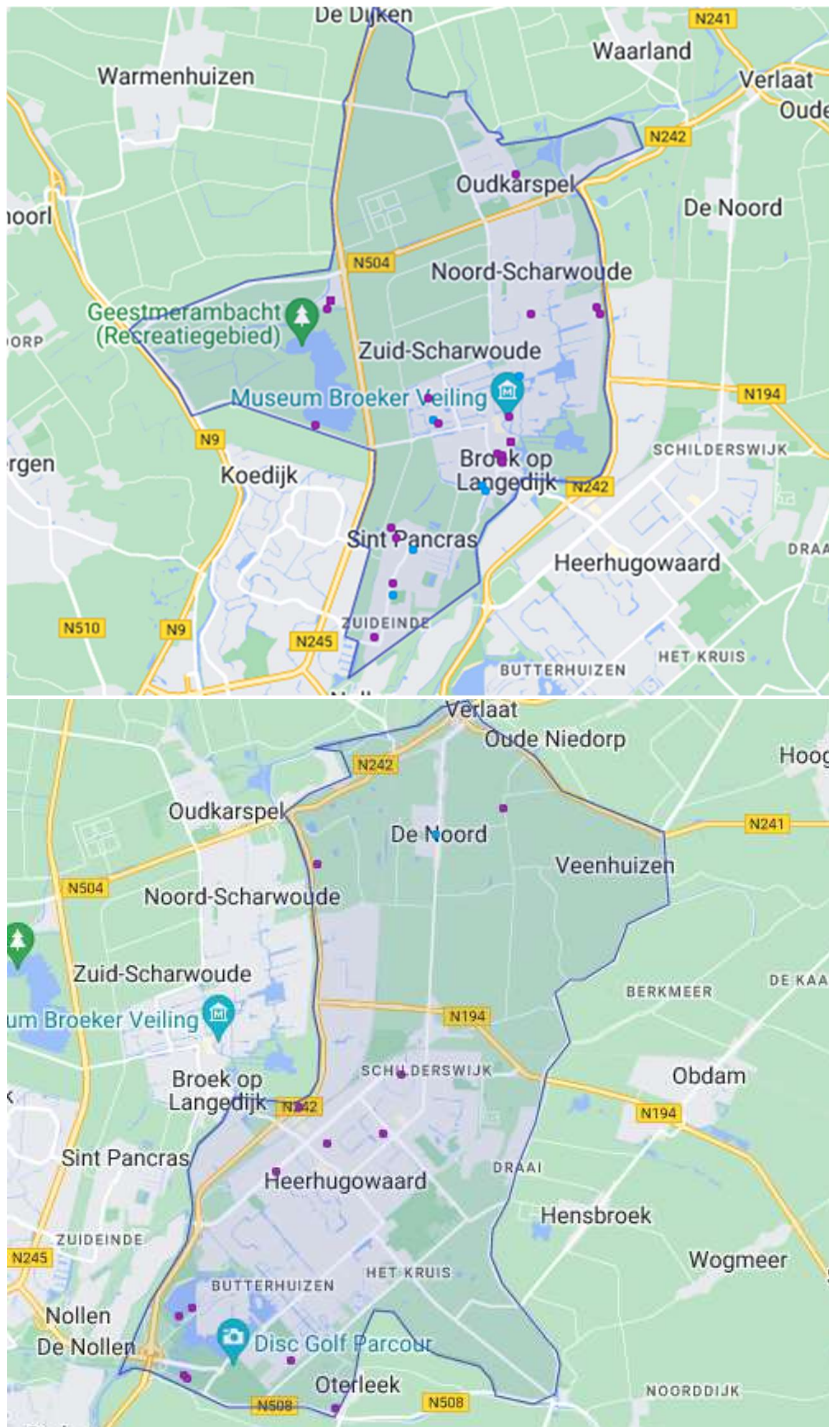 De Dijken
N241
Waarland
Warmenhuizen
Verlaat
Oude
N242
Oudkarspel
noorl
De Noord
N504
Noord-Scharwoude
Geestmerambacht
(Recreatiegebied)
ORP
Zuid-Scharwoude
Museum Broeker Veiling
N194
N9
SCHILDERSWIJK
ergen
Koedijk
Broek op
Langedijk
N242
Sint Pancras
DRAA
Heerhugowaard
ZUIDEINDE
N510
N9
N245
HET KRUIS
BUTTERHUIZEN
Verlaat
Oude Niedorp
Hoog
N242
Oudkarspel
De Noord
N241
Veenhuizen
N504
Noord-Scharwoude
Zuid-Scharwoude
DE KAA
BERKMEER
um Broeker Veiling
N194
SCHILDERSWIJK
Obdam
Broek op
Langedijk
k
N242
N194
Sint Pancras
DRAAI
Heerhugowaard
Hensbroek
ZUIDEINDE
N245
Wogmeer
HET KRUIS
BUTTERHUIZEN
Nollen
De Nollen
Disc Golf Parcour
Oterleek
NOORDDIJK
N508
N508